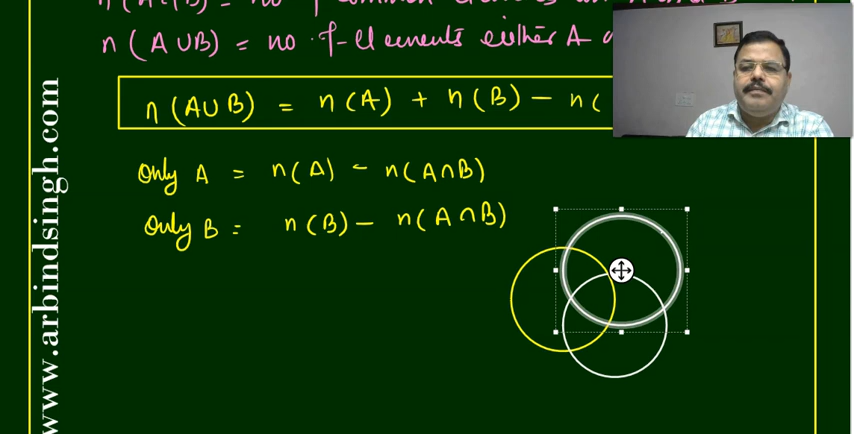 n (A ∪ B) = no. of elements either A
n (A ∪ B) = n (A) + n (B) − n (
Only A = n (A) − n (A ∩ B)
Only B = n (B) − n (A ∩ B)
www.arbindsingh.com